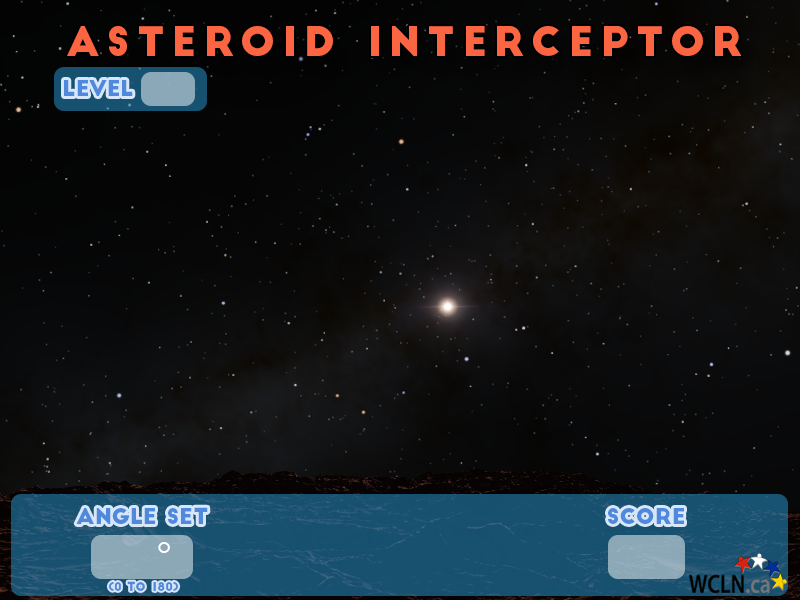 ASTEROID INTERCEPTOR
LEVEL
ANGLE SET
(0 TO 180)
SCORE
WCLN.ca